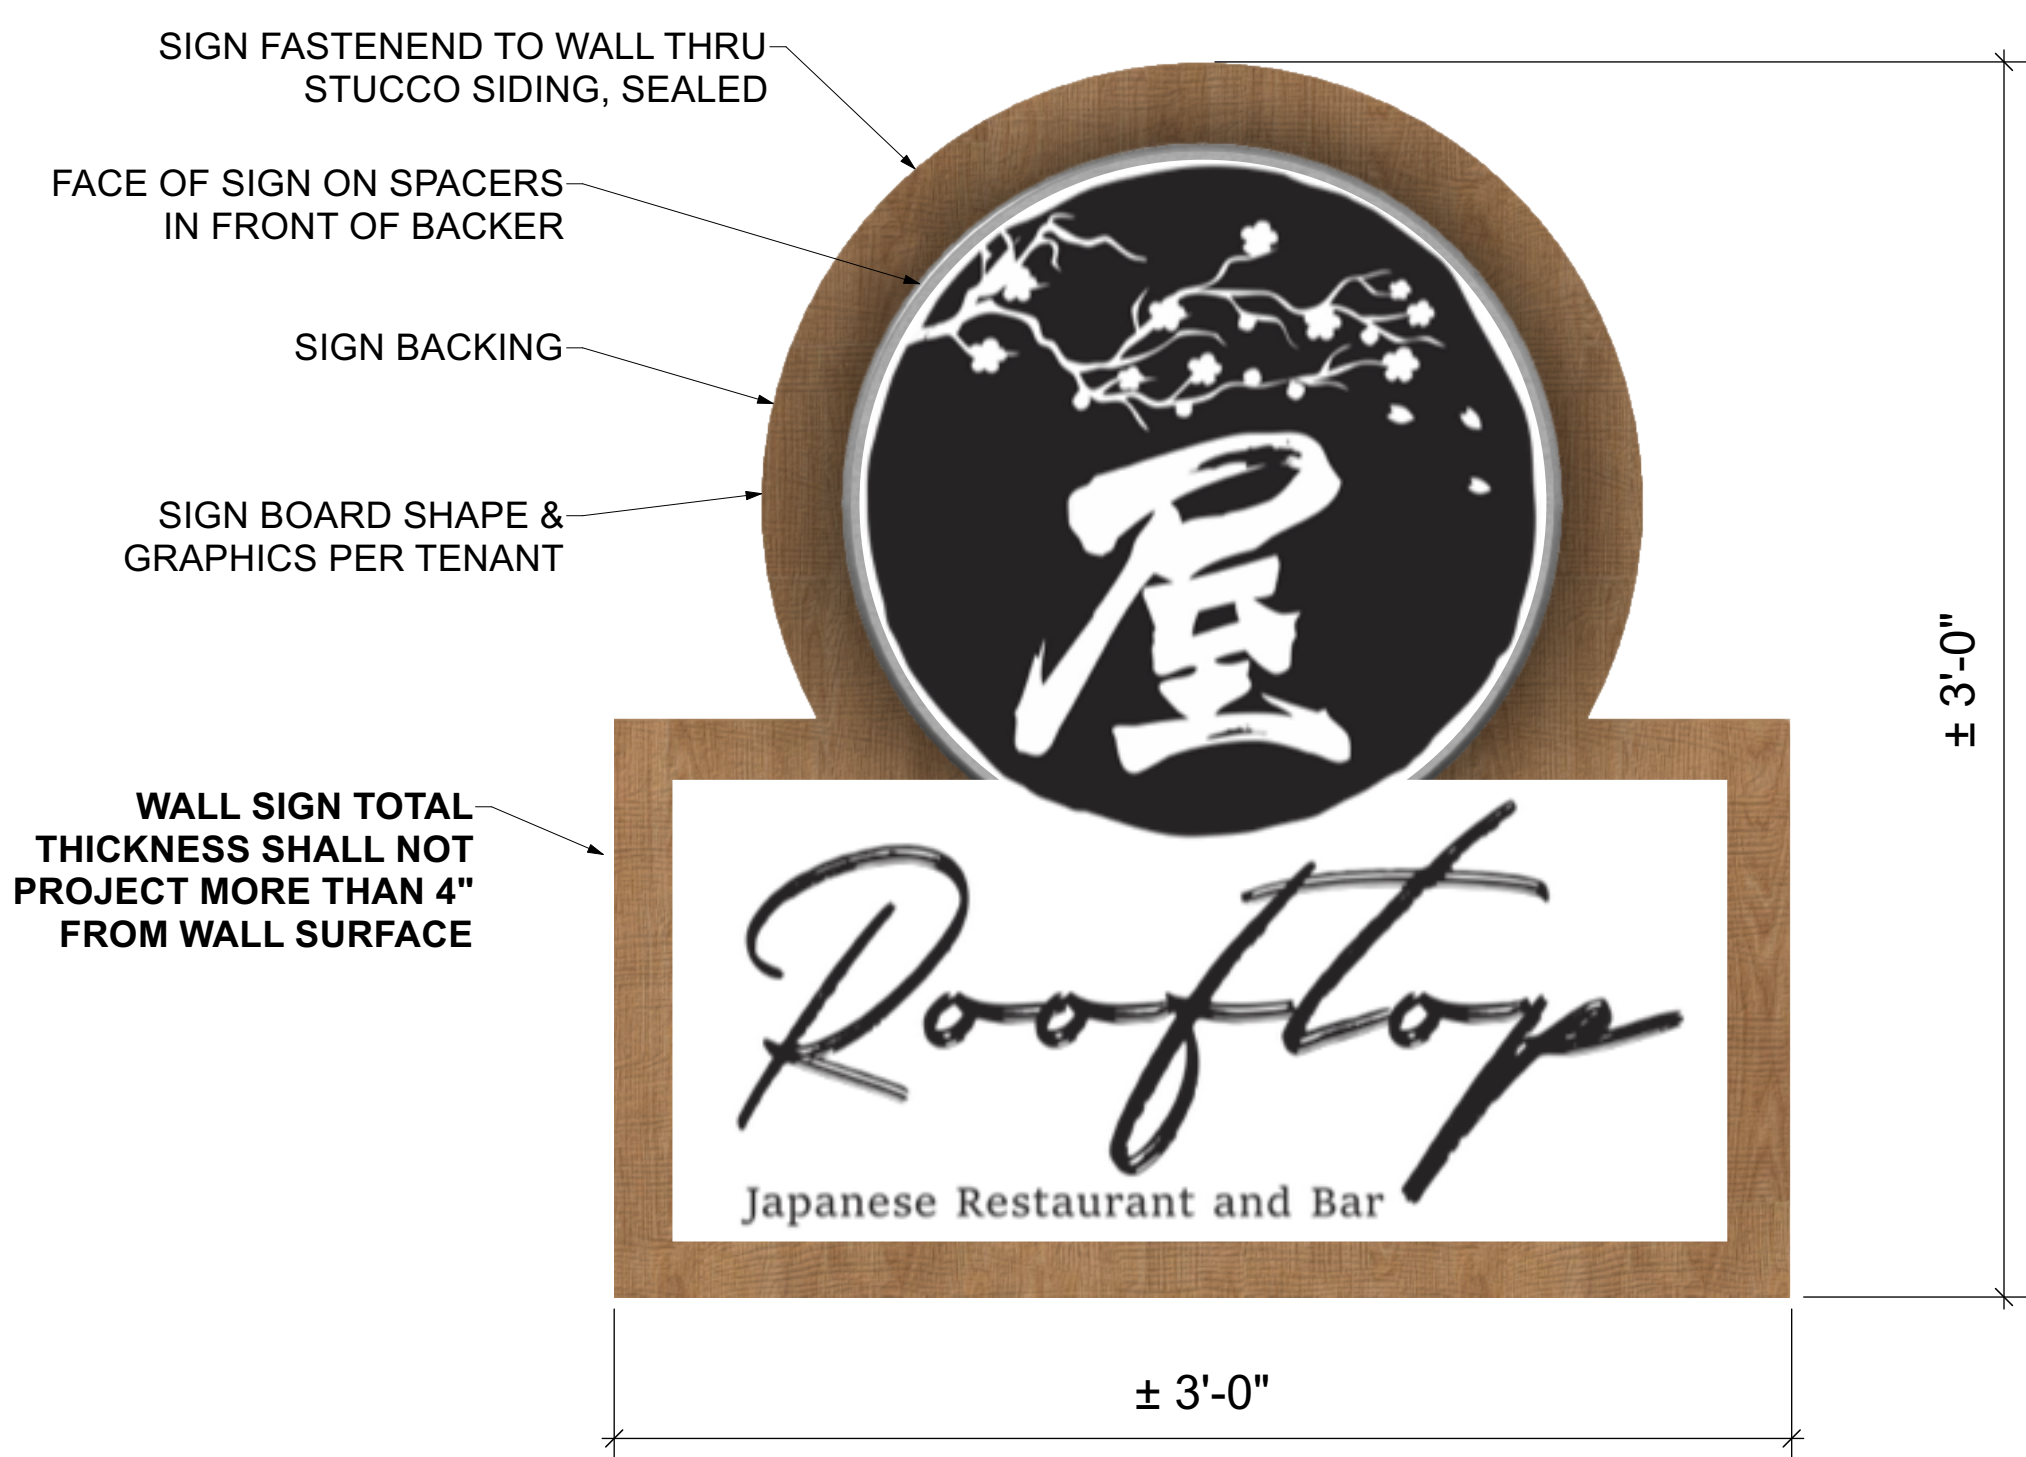 SIGN FASTENEND TO WALL THRU
STUCCO SIDING, SEALED
FACE OF SIGN ON SPACERS
IN FRONT OF BACKER
SIGN BACKING
SIGN BOARD SHAPE &
GRAPHICS PER TENANT
WALL SIGN TOTAL
THICKNESS SHALL NOT
PROJECT MORE THAN 4"
FROM WALL SURFACE
屋
Rooftop
Japanese Restaurant and Bar
± 3'-0"
± 3'-0"